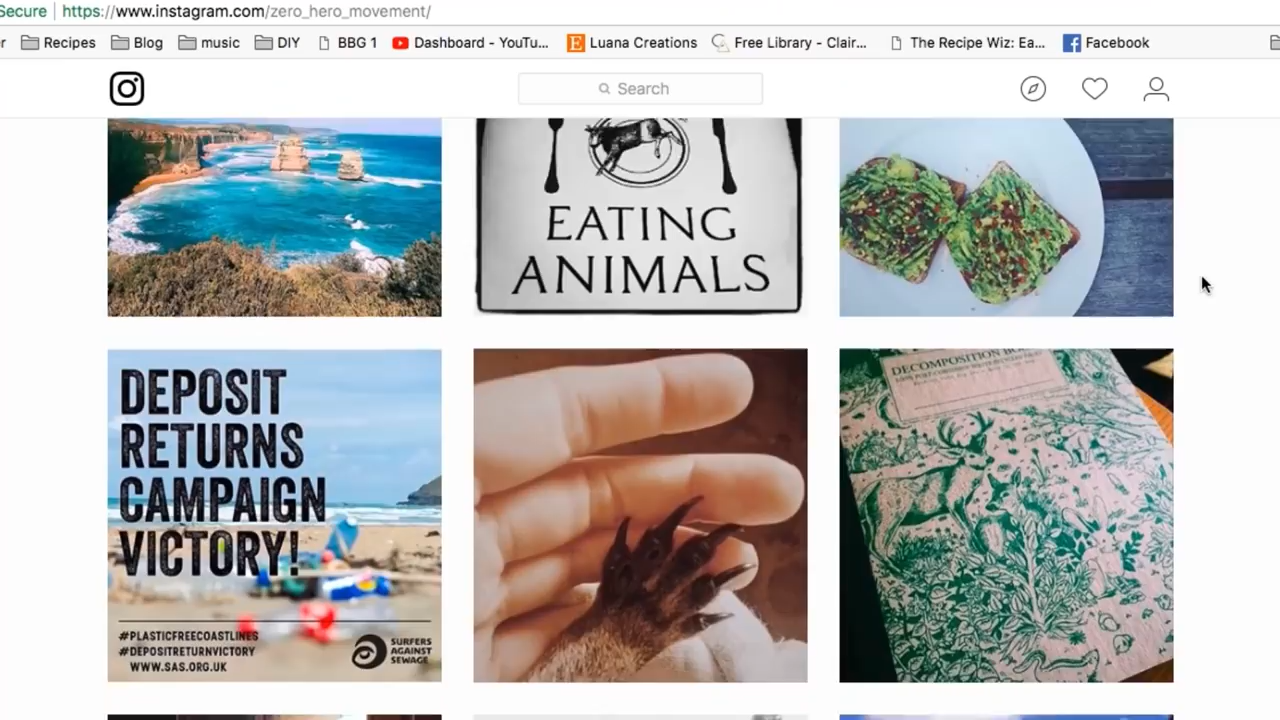 Secure | https://www.instagram.com/zero_hero_movement/
r Recipes Blog music DIY BBG 1 Dashboard - YouTu... Luana Creations Free Library - Clair... The Recipe Wiz: Ea... Facebook
Search
EATING
ANIMALS
DEPOSIT
RETURNS
CAMPAIGN
VICTORY!
#PLASTICFREECOASTLINES
#DEPOSITRETURNVICTORY
WWW.SAS.ORG.UK
SURFERS
AGAINST
SEWAGE
DECOMPOSITION BO